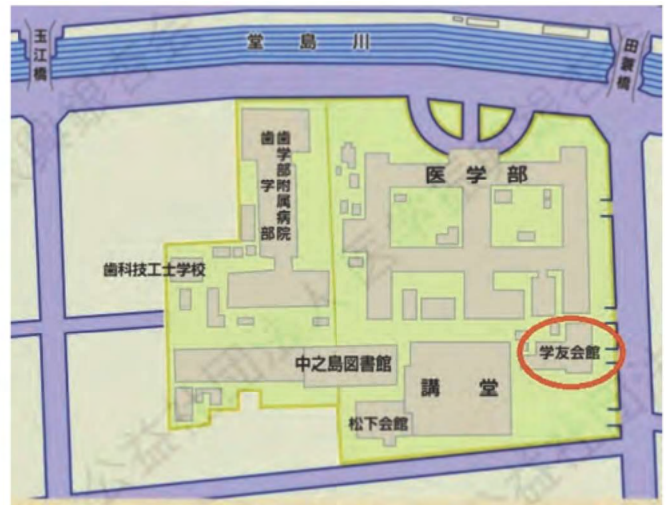 玉江橋
堂島川
田蓑橋
歯学部附属病院
歯学部
医学部
歯科技工士学校
学友会館
中之島図書館
講堂
松下会館